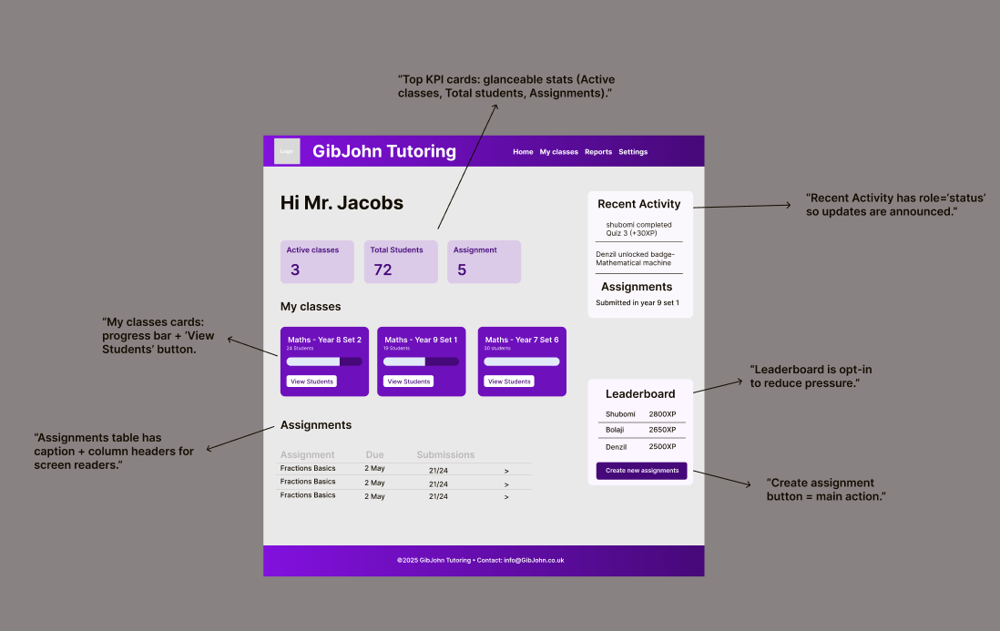 “Top KPI cards: glanceable stats (Active
classes, Total students, Assignments).”
Logo
GibJohn Tutoring
Home My classes Reports Settings
Hi Mr. Jacobs
Active classes
3
Total Students
72
Assignment
5
Recent Activity
shubomi completed
Quiz 3 (+30XP)
Denzil unlocked badge-
Mathematical machine
Assignments
Submitted in year 9 set 1
“Recent Activity has role=‘status’
so updates are announced.”
My classes
“My classes cards:
progress bar + ‘View
Students’ button.
Maths - Year 8 Set 2
24 Students
View Students
Maths - Year 9 Set 1
19 Students
View Students
Maths - Year 7 Set 6
30 students
View Students
“Leaderboard is opt-in
to reduce pressure.”
Leaderboard
Shubomi 2800XP
Bolaji 2650XP
Denzil 2500XP
Create new assignments
“Create assignment
button = main action.”
“Assignments table has
caption + column headers for
screen readers.”
Assignments
Assignment Due Submissions
Fractions Basics 2 May 21/24 >
Fractions Basics 2 May 21/24 >
Fractions Basics 2 May 21/24 >
©2025 GibJohn Tutoring • Contact: info@GibJohn.co.uk